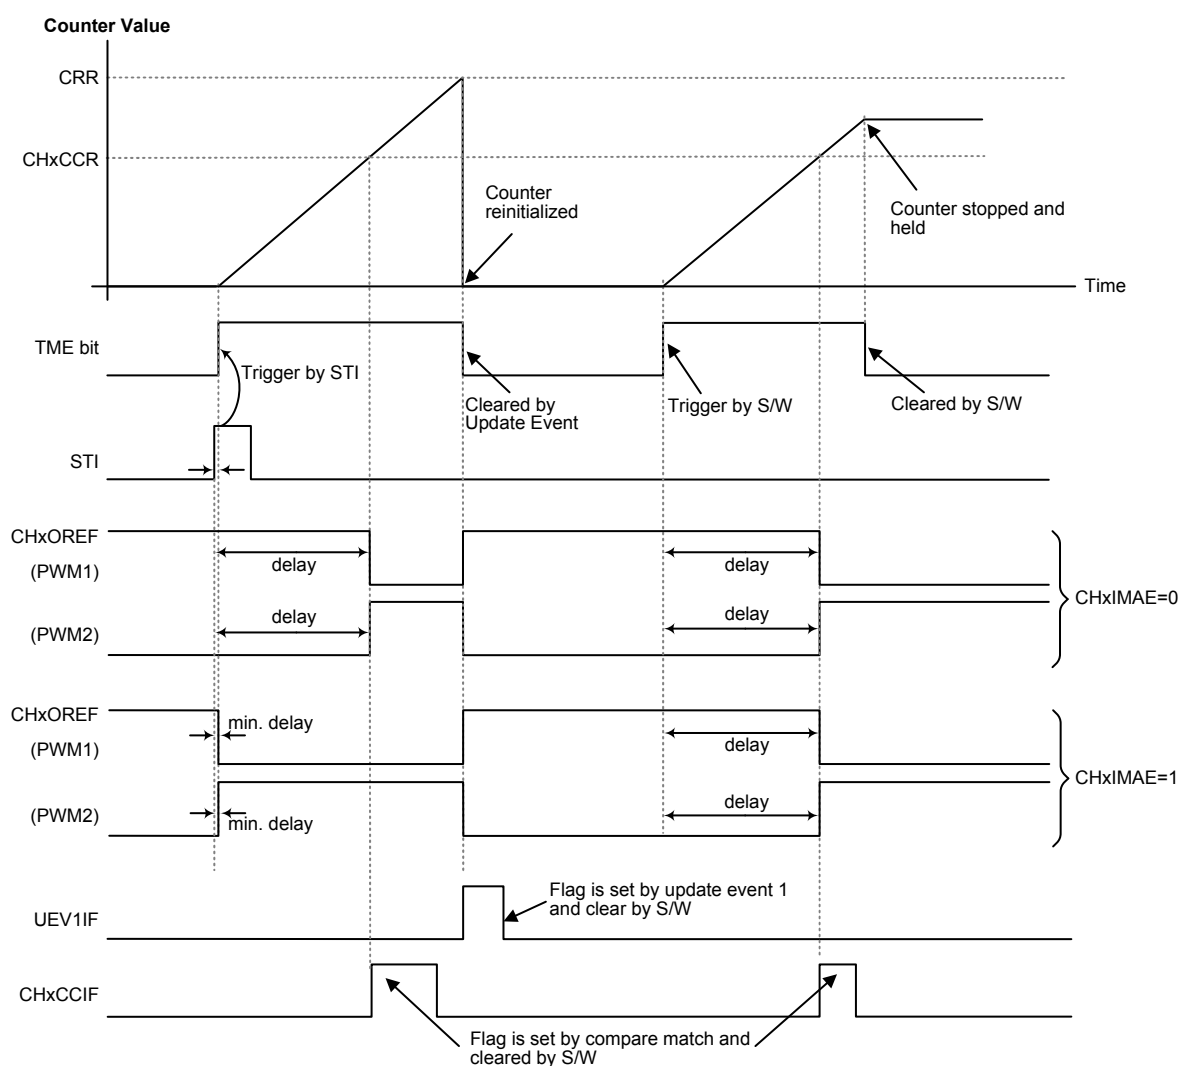 Counter Value
CRR
CHxCCR
Counter
reinitialized
Counter stopped and
held
Time
TME bit
Trigger by STI
Cleared by
Update Event
Trigger by S/W
Cleared by S/W
STI
CHxOREF
(PWM1)
delay
delay
(PWM2)
delay
delay
CHxIMAE=0
CHxOREF
(PWM1)
min. delay
delay
(PWM2)
min. delay
delay
CHxIMAE=1
UEV1IF
Flag is set by update event 1
and clear by S/W
CHxCCIF
Flag is set by compare match and
cleared by S/W